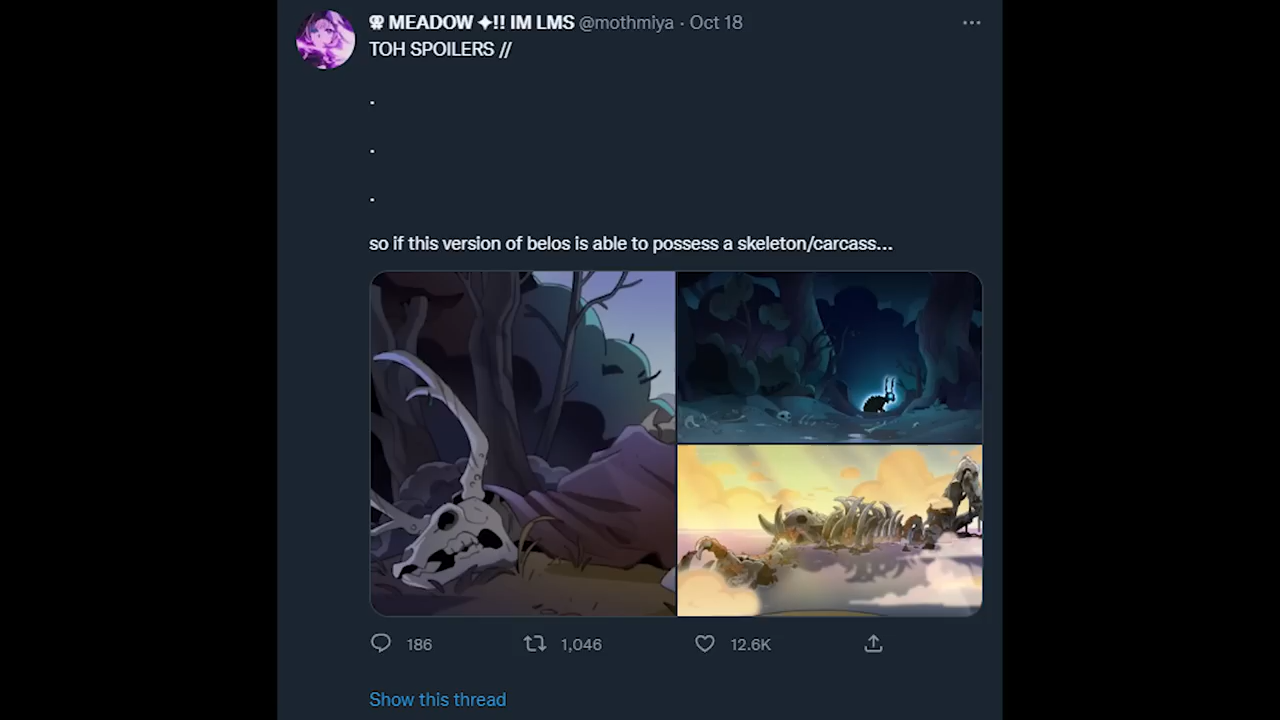 MEADOW ✦!! IM LMS @mothmiya · Oct 18
TOH SPOILERS //
.
.
.
so if this version of belos is able to possess a skeleton/carcass...
186 1,046 12.6K
Show this thread